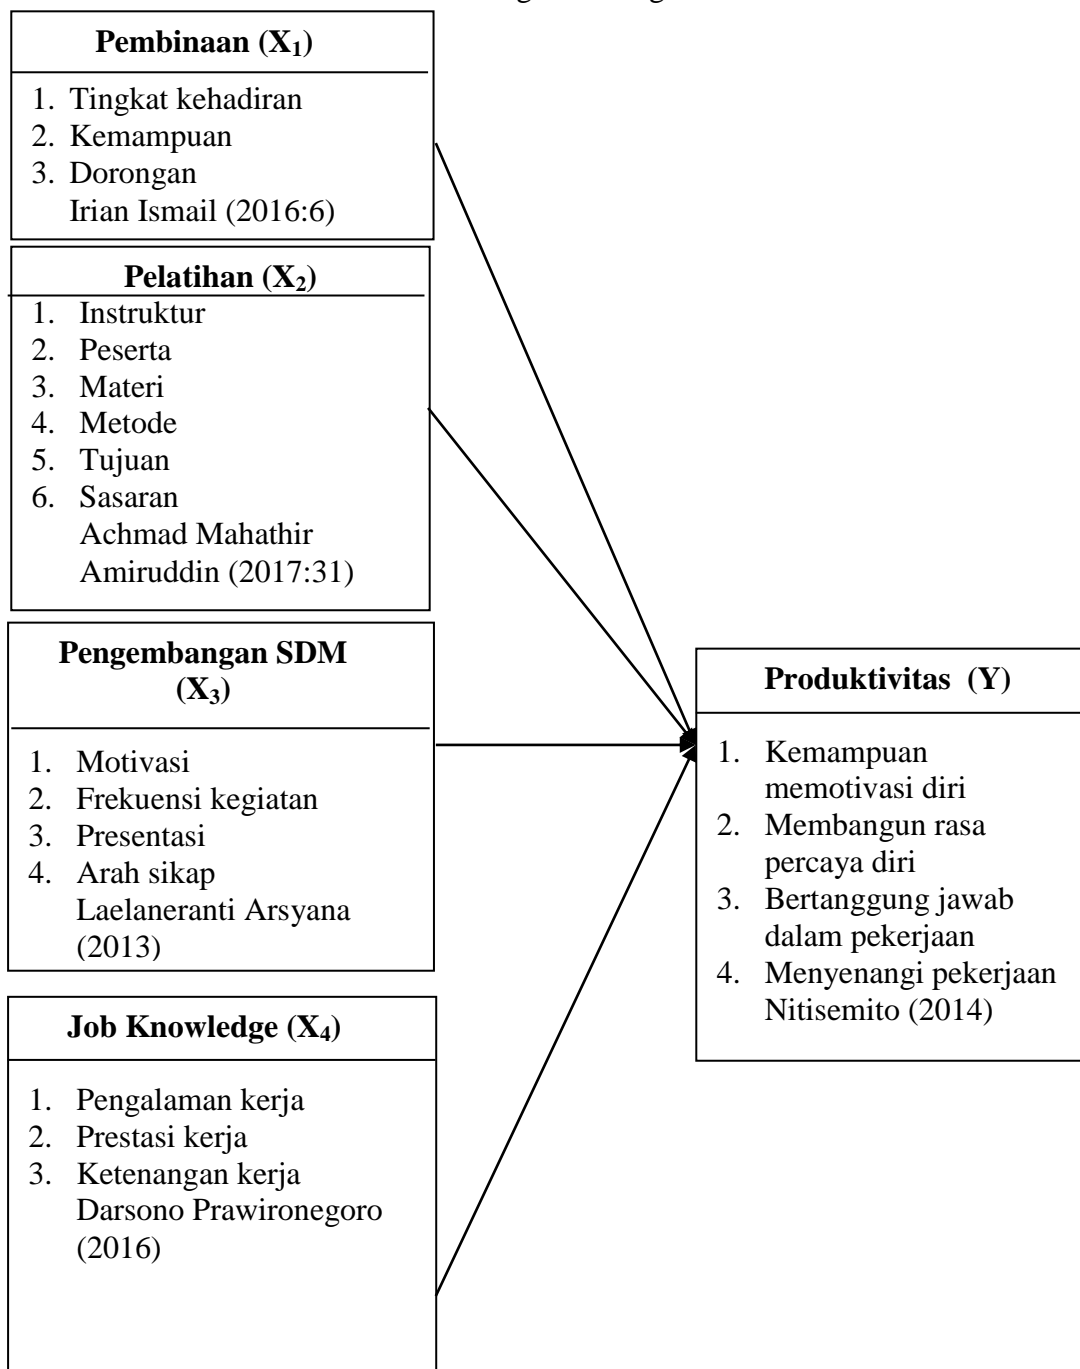 Pembinaan (X1)
1. Tingkat kehadiran
2. Kemampuan
3. Dorongan
Irian Ismail (2016:6)
Pelatihan (X2)
1. Instruktur
2. Peserta
3. Materi
4. Metode
5. Tujuan
6. Sasaran
Achmad Mahathir
Amiruddin (2017:31)
Pengembangan SDM
(X3)
1. Motivasi
2. Frekuensi kegiatan
3. Presentasi
4. Arah sikap
Laelaneranti Arsyana
(2013)
Job Knowledge (X4)
1. Pengalaman kerja
2. Prestasi kerja
3. Ketenangan kerja
Darsono Prawironegoro
(2016)
Produktivitas (Y)
1. Kemampuan
memotivasi diri
2. Membangun rasa
percaya diri
3. Bertanggung jawab
dalam pekerjaan
4. Menyenangi pekerjaan
Nitisemito (2014)